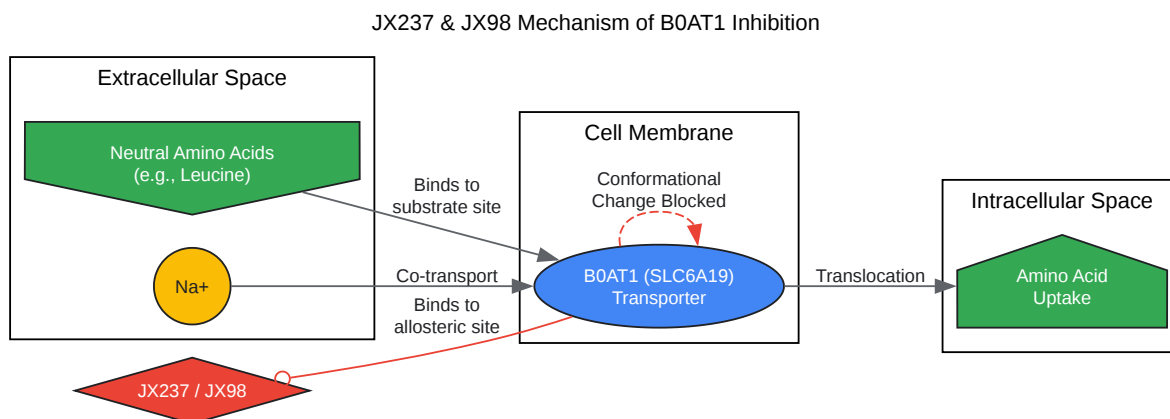 JX237 & JX98 Mechanism of B0AT1 Inhibition
Extracellular Space
Neutral Amino Acids
(e.g., Leucine)
Na+
JX237 / JX98
Binds to
substrate site
Co-transport
Binds to
allosteric site
Cell Membrane
Conformational
Change Blocked
B0AT1 (SLC6A19)
Transporter
Translocation
Intracellular Space
Amino Acid
Uptake